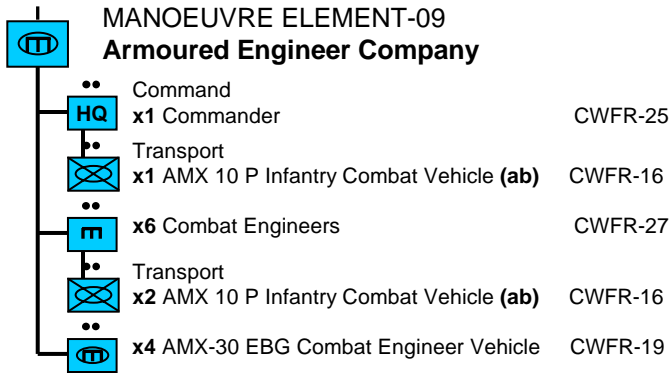 MANOEUVRE ELEMENT-09
Armoured Engineer Company
Command
HQ x1 Commander CWFR-25
Transport
x1 AMX 10 P Infantry Combat Vehicle (ab) CWFR-16
x6 Combat Engineers CWFR-27
Transport
x2 AMX 10 P Infantry Combat Vehicle (ab) CWFR-16
x4 AMX-30 EBG Combat Engineer Vehicle CWFR-19